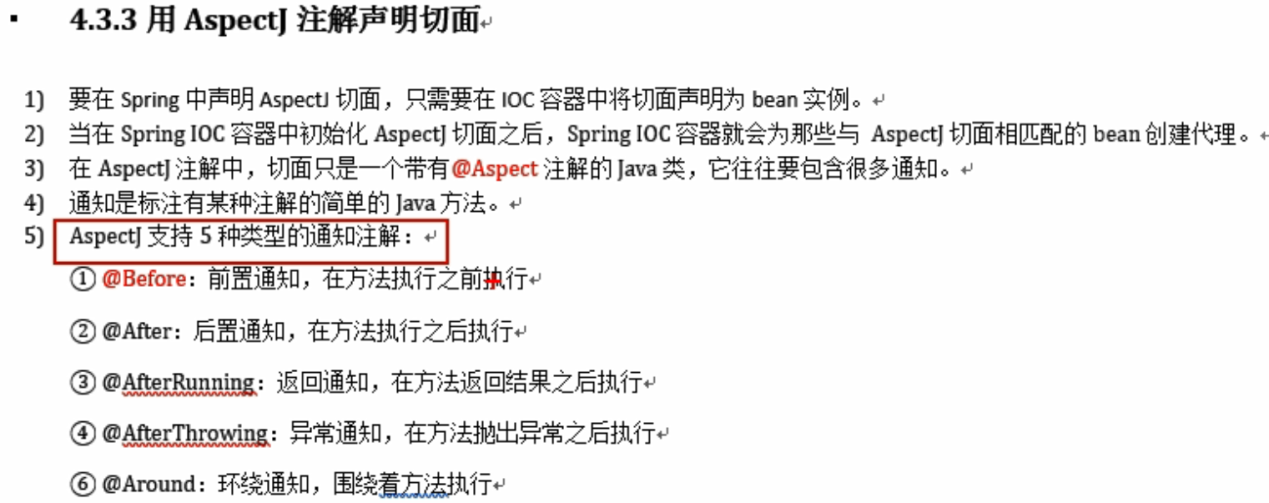 4.3.3 用 AspectJ 注解声明切面
1) 要在 Spring 中声明 AspectJ 切面，只需要在 IOC 容器中将切面声明为 bean 实例。
2) 当在 Spring IOC 容器中初始化 AspectJ 切面之后，Spring IOC 容器就会为那些与 AspectJ 切面相匹配的 bean 创建代理。
3) 在 AspectJ 注解中，切面只是一个带有@Aspect 注解的 Java 类，它往往要包含很多通知。
4) 通知是标注有某种注解的简单的 Java 方法。
5) AspectJ 支持 5 种类型的通知注解：
① @Before：前置通知，在方法执行之前执行
② @After：后置通知，在方法执行之后执行
③ @AfterRunning：返回通知，在方法返回结果之后执行
④ @AfterThrowing：异常通知，在方法抛出异常之后执行
⑥ @Around：环绕通知，围绕着方法执行